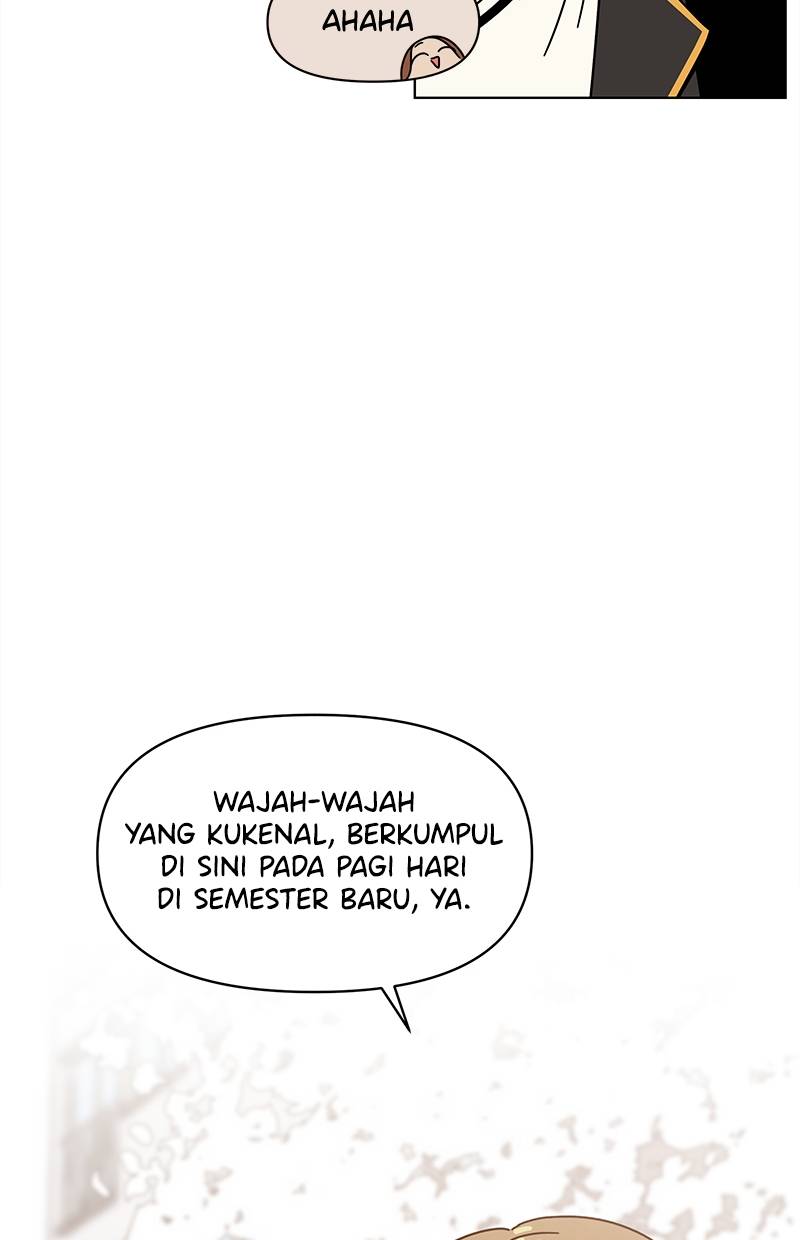 AHAHA
WAJAH-WAJAH
YANG KUKENAL, BERKUMPUL
DI SINI PADA PAGI HARI
DI SEMESTER BARU, YA.